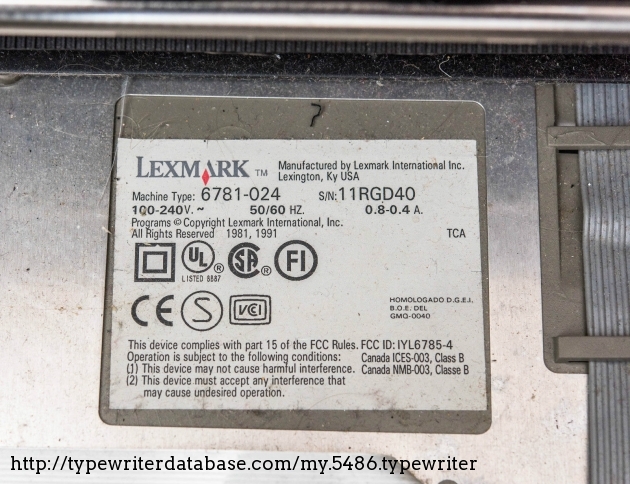 7
LEXMARK TM
Manufactured by Lexmark International Inc.
Lexington, Ky USA
Machine Type: 6781-024 S/N: 11RGD40
100-240V. ~ 50/60 HZ. 0.8-0.4 A.
Programs © Copyright Lexmark International, Inc.
All Rights Reserved 1981, 1991 TCA
UL ® SA ® FI
LISTED 8887
CE S VCI
HOMOLOGADO D.G.E.I.
B.O.E. DEL
GMQ-0040
This device complies with part 15 of the FCC Rules. FCC ID: IYL6785-4
Operation is subject to the following conditions: Canada ICES-003, Class B
(1) This device may not cause harmful interference. Canada NMB-003, Classe B
(2) This device must accept any interference that
may cause undesired operation.
http://typewriterdatabase.com/my.5486.typewriter